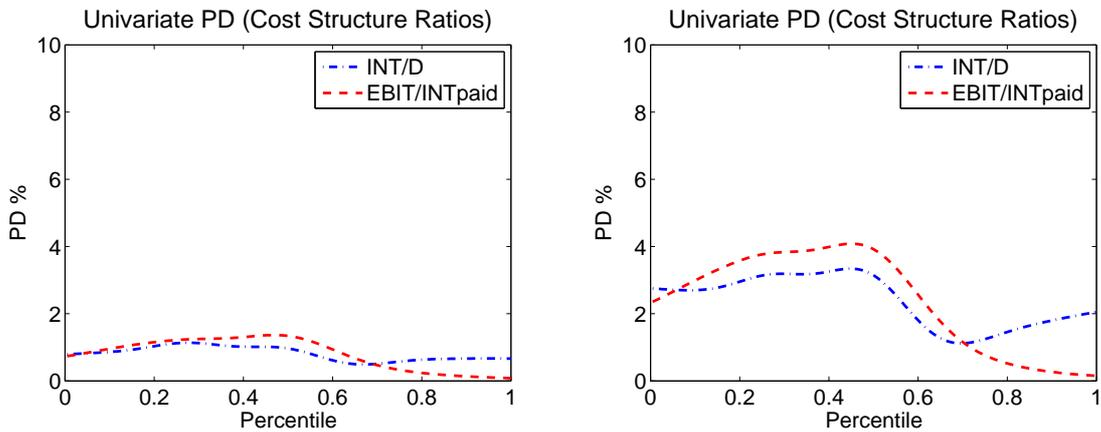 Univariate PD (Cost Structure Ratios)
10
8
6
4
2
0
PD %
INT/D
EBIT/INTpaid
0 0.2 0.4 0.6 0.8 1
Percentile
Univariate PD (Cost Structure Ratios)
10
8
6
4
2
0
PD %
INT/D
EBIT/INTpaid
0 0.2 0.4 0.6 0.8 1
Percentile